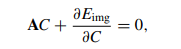 AC + ∂E_img/∂C = 0,